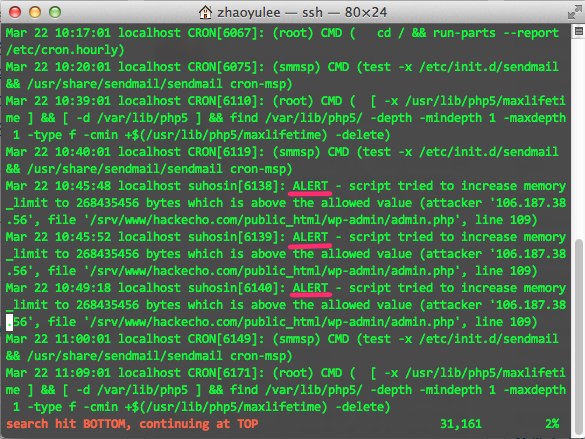 zhaoyulee — ssh — 80×24
Mar 22 10:17:01 localhost CRON[6067]: (root) CMD (   cd / && run-parts --report
/etc/cron.hourly)
Mar 22 10:20:01 localhost CRON[6075]: (smmsp) CMD (test -x /etc/init.d/sendmail
&& /usr/share/sendmail/sendmail cron-msp)
Mar 22 10:39:01 localhost CRON[6110]: (root) CMD (  [ -x /usr/lib/php5/maxlifeti
me ] && [ -d /var/lib/php5 ] && find /var/lib/php5/ -depth -mindepth 1 -maxdepth
1 -type f -cmin +$(/usr/lib/php5/maxlifetime) -delete)
Mar 22 10:40:01 localhost CRON[6119]: (smmsp) CMD (test -x /etc/init.d/sendmail
&& /usr/share/sendmail/sendmail cron-msp)
Mar 22 10:45:48 localhost suhosin[6138]: ALERT - script tried to increase memory
_limit to 268435456 bytes which is above the allowed value (attacker '106.187.38
.56', file '/srv/www/hackecho.com/public_html/wp-admin/admin.php', line 109)
Mar 22 10:45:52 localhost suhosin[6139]: ALERT - script tried to increase memory
_limit to 268435456 bytes which is above the allowed value (attacker '106.187.38
.56', file '/srv/www/hackecho.com/public_html/wp-admin/admin.php', line 109)
Mar 22 10:49:18 localhost suhosin[6140]: ALERT - script tried to increase memory
_limit to 268435456 bytes which is above the allowed value (attacker '106.187.38
.56', file '/srv/www/hackecho.com/public_html/wp-admin/admin.php', line 109)
Mar 22 11:00:01 localhost CRON[6149]: (smmsp) CMD (test -x /etc/init.d/sendmail
&& /usr/share/sendmail/sendmail cron-msp)
Mar 22 11:09:01 localhost CRON[6171]: (root) CMD (  [ -x /usr/lib/php5/maxlifeti
me ] && [ -d /var/lib/php5 ] && find /var/lib/php5/ -depth -mindepth 1 -maxdepth
1 -type f -cmin +$(/usr/lib/php5/maxlifetime) -delete)
search hit BOTTOM, continuing at TOP 31,161 2%